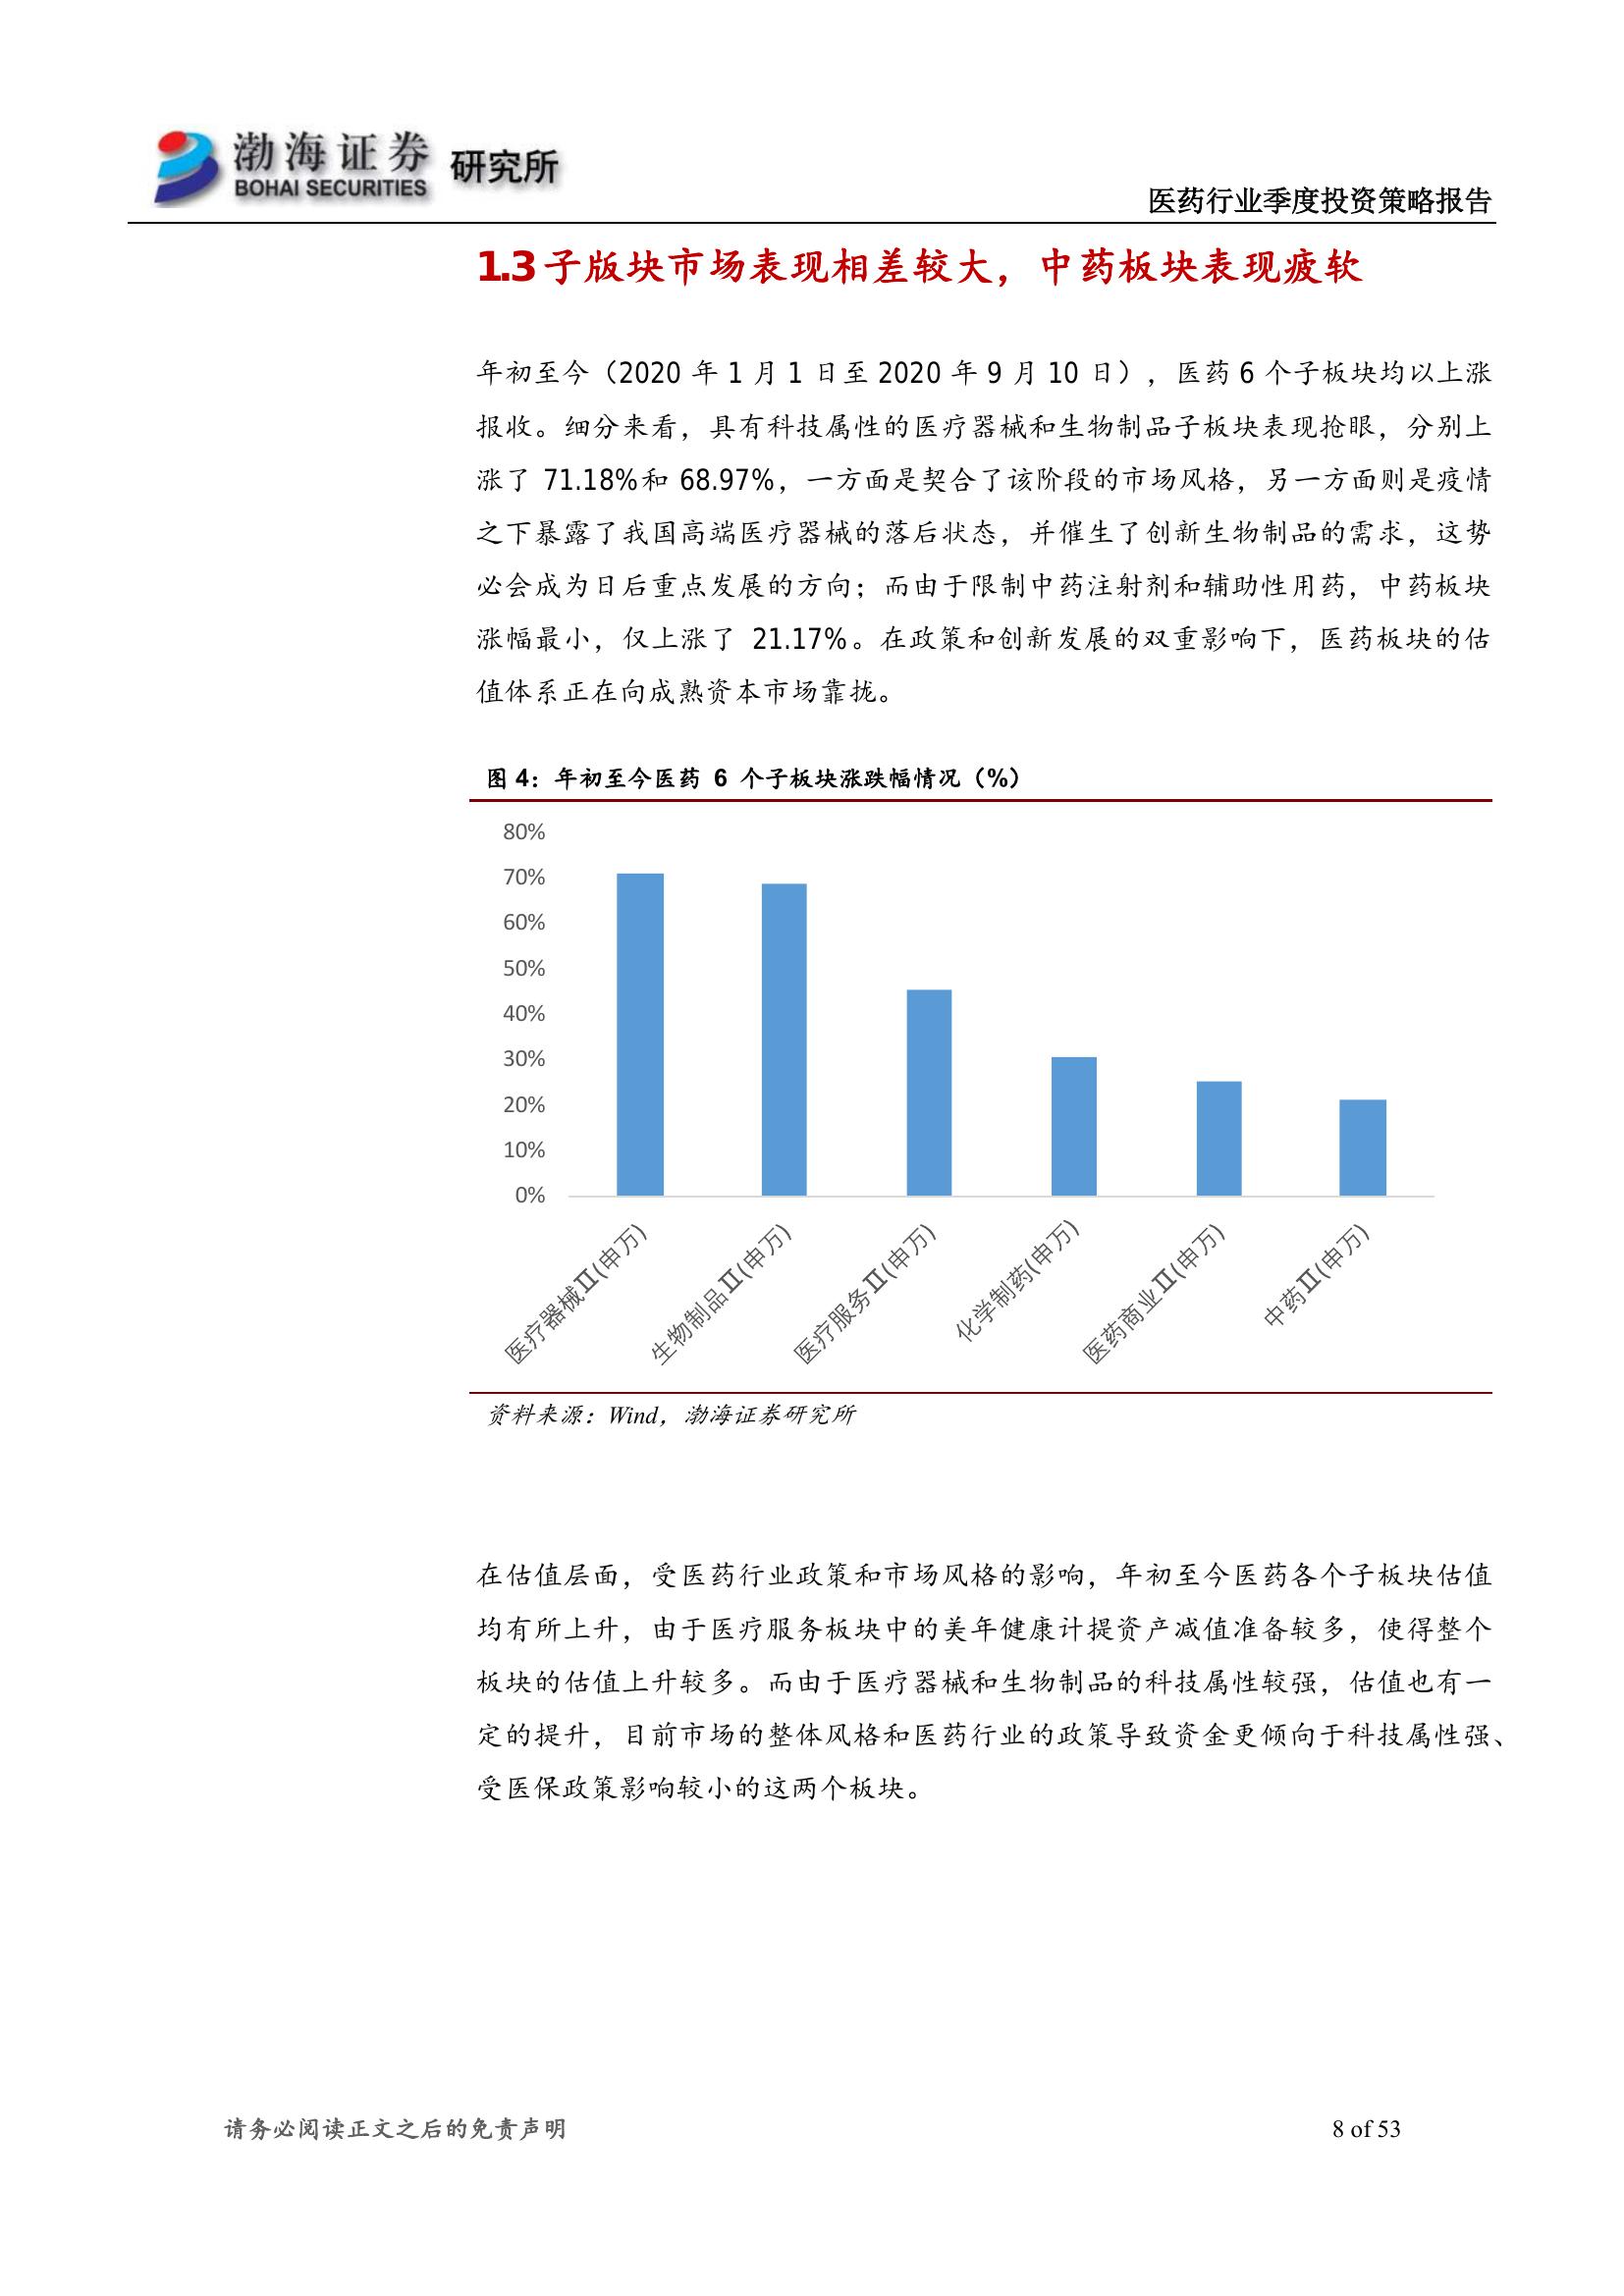 渤海证券 研究所
BOHAI SECURITIES
医药行业季度投资策略报告
1.3子版块市场表现相差较大，中药板块表现疲软
年初至今（2020 年 1 月 1 日至 2020 年 9 月 10 日），医药 6 个子板块均以上涨
报收。细分来看，具有科技属性的医疗器械和生物制品子板块表现抢眼，分别上
涨了 71.18%和 68.97%，一方面是契合了该阶段的市场风格，另一方面则是疫情
之下暴露了我国高端医疗器械的落后状态，并催生了创新生物制品的需求，这势
必会成为日后重点发展的方向；而由于限制中药注射剂和辅助性用药，中药板块
涨幅最小，仅上涨了 21.17%。在政策和创新发展的双重影响下，医药板块的估
值体系正在向成熟资本市场靠拢。
图 4：年初至今医药 6 个子板块涨跌幅情况（%）
80%
70%
60%
50%
40%
30%
20%
10%
0%
医疗器械Ⅱ(申万)
生物制品Ⅱ(申万)
医疗服务Ⅱ(申万)
化学制药(申万)
医药商业Ⅱ(申万)
中药Ⅱ(申万)
资料来源：Wind，渤海证券研究所
在估值层面，受医药行业政策和市场风格的影响，年初至今医药各个子板块估值
均有所上升，由于医疗服务板块中的美年健康计提资产减值准备较多，使得整个
板块的估值上升较多。而由于医疗器械和生物制品的科技属性较强，估值也有一
定的提升，目前市场的整体风格和医药行业的政策导致资金更倾向于科技属性强、
受医保政策影响较小的这两个板块。
请务必阅读正文之后的免责声明
8 of 53